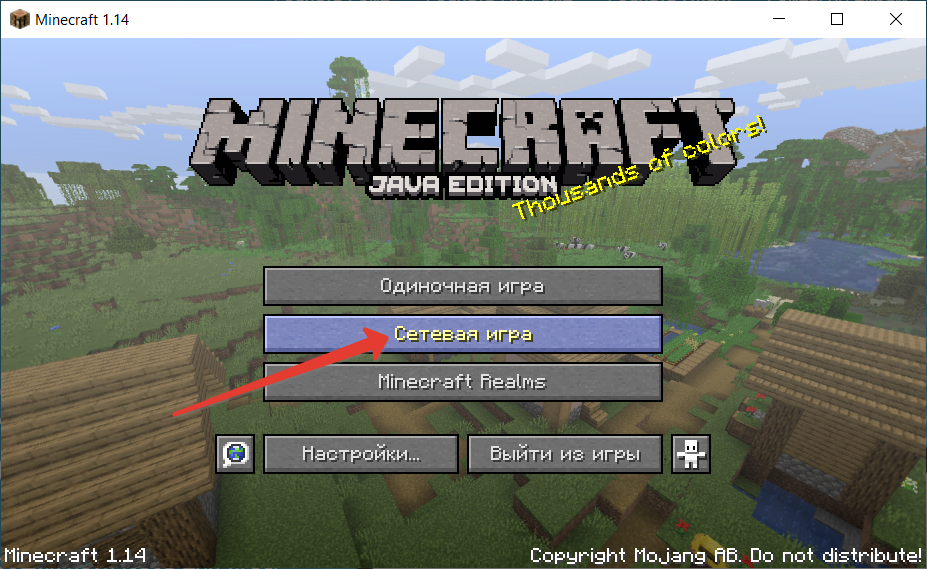 Minecraft 1.14
MINECRAFT
JAVA EDITION
Thousands of colors!
Одиночная игра
Сетевая игра
Minecraft Realms
Настройки...
Выйти из игры
Minecraft 1.14
Copyright Mojang AB. Do not distribute!